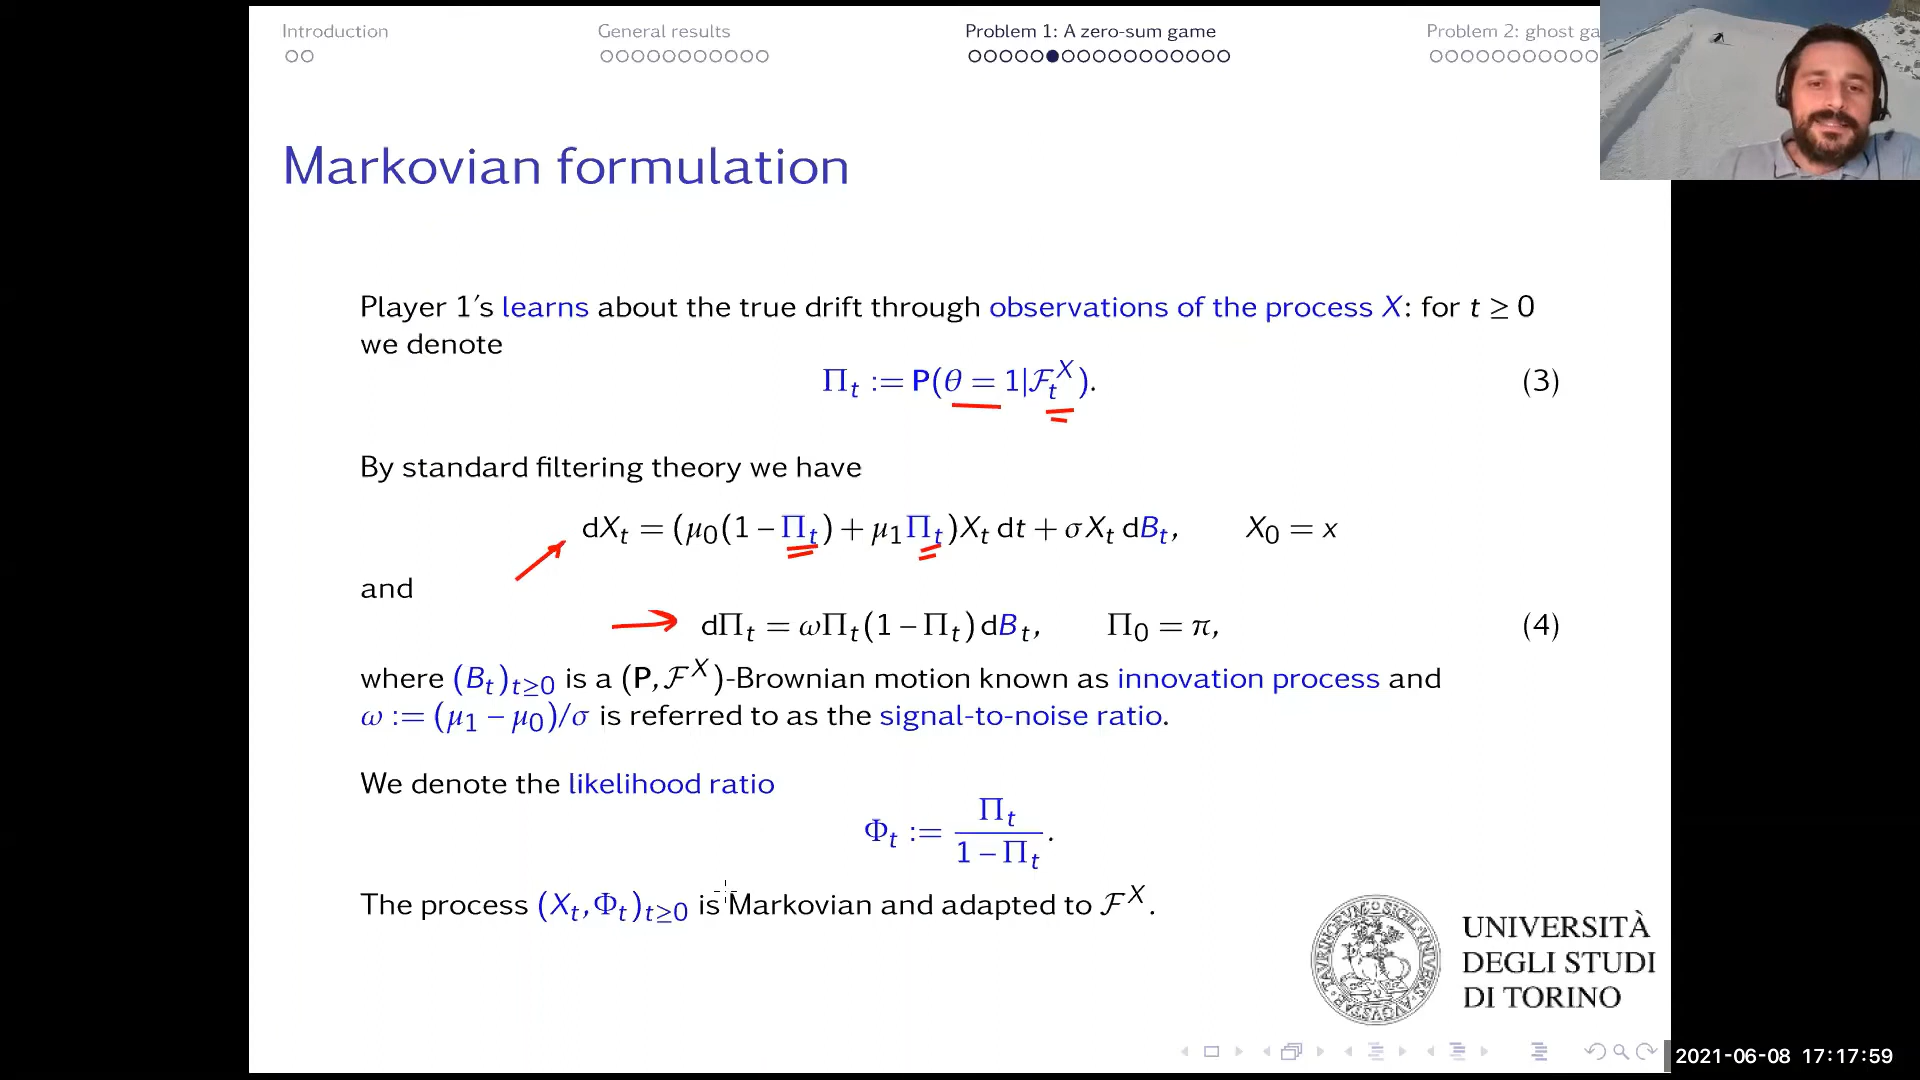 Introduction
General results
Problem 1: A zero-sum game
Problem 2: ghost ga
Markovian formulation
Player 1's learns about the true drift through observations of the process X: for t ≥ 0
we denote
Π_t := P(θ = 1|ℱ_t^X). (3)
By standard filtering theory we have
dX_t = (μ_0(1 − Π_t) + μ_1Π_t)X_t dt + σX_t dB_t, X_0 = x
and
dΠ_t = ωΠ_t(1 − Π_t) dB_t, Π_0 = π, (4)
where (B_t)_{t≥0} is a (P, ℱ^X)-Brownian motion known as innovation process and
ω := (μ_1 − μ_0)/σ is referred to as the signal-to-noise ratio.
We denote the likelihood ratio
Φ_t := Π_t / (1 − Π_t).
The process (X_t, Φ_t)_{t≥0} is Markovian and adapted to ℱ^X.
UNIVERSITÀ
DEGLI STUDI
DI TORINO
2021-06-08 17:17:59